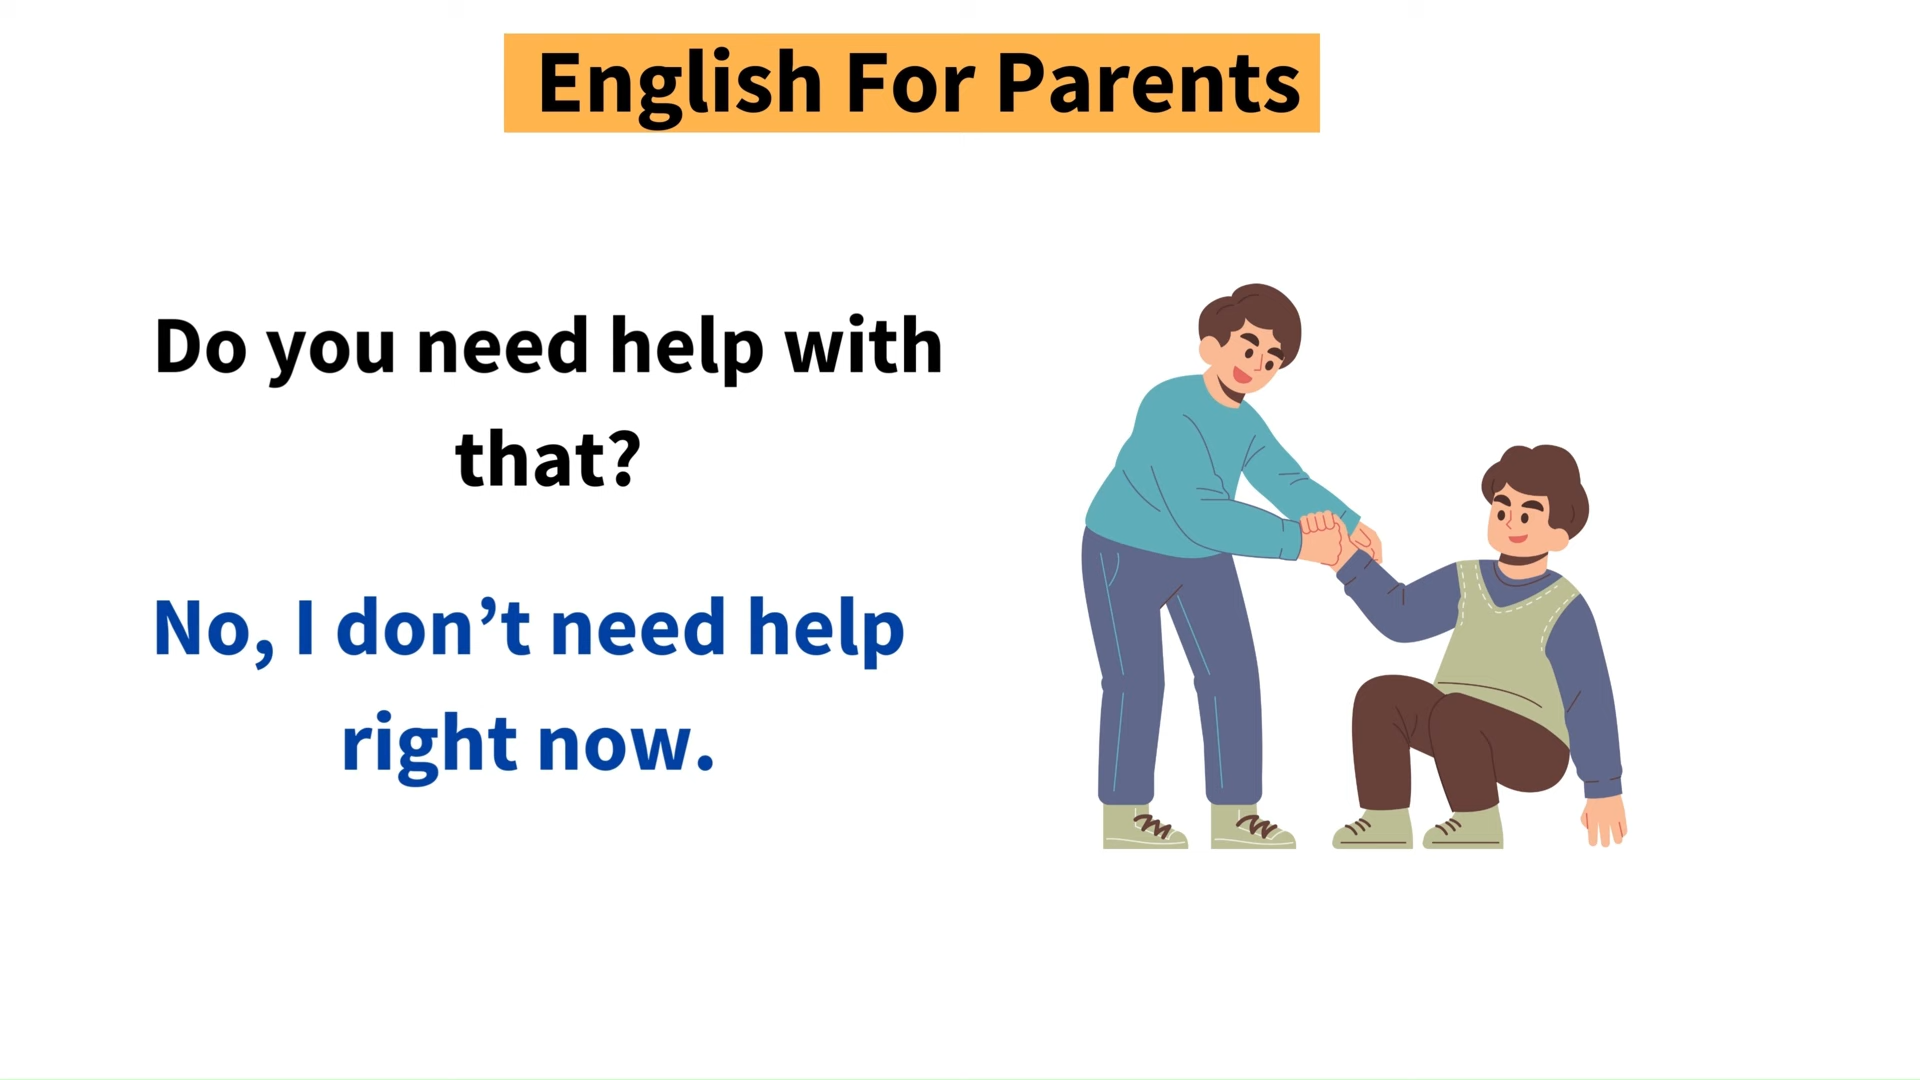 English For Parents
Do you need help with
that?
No, I don’t need help
right now.